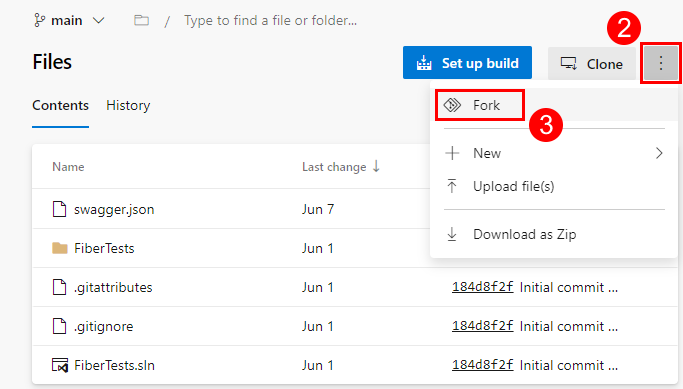 main / Type to find a file or folder...
2
Files
Set up build
Clone
Contents History
Fork
3
New
Upload file(s)
Download as Zip
Name Last change
swagger.json Jun 7
FiberTests Jun 1
.gitattributes Jun 1 184d8f2f Initial commit ...
.gitignore Jun 1 184d8f2f Initial commit ...
FiberTests.sln Jun 1 184d8f2f Initial commit ...